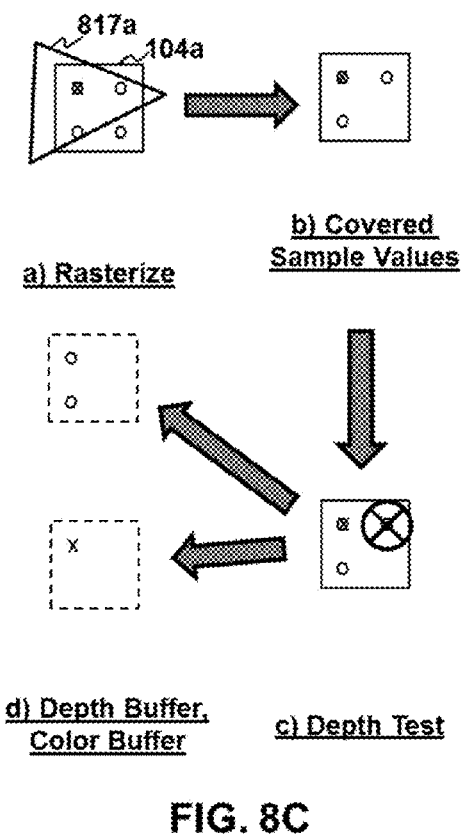 817a
104a
b) Covered
Sample Values
a) Rasterize
x
d) Depth Buffer,
Color Buffer
c) Depth Test
FIG. 8C